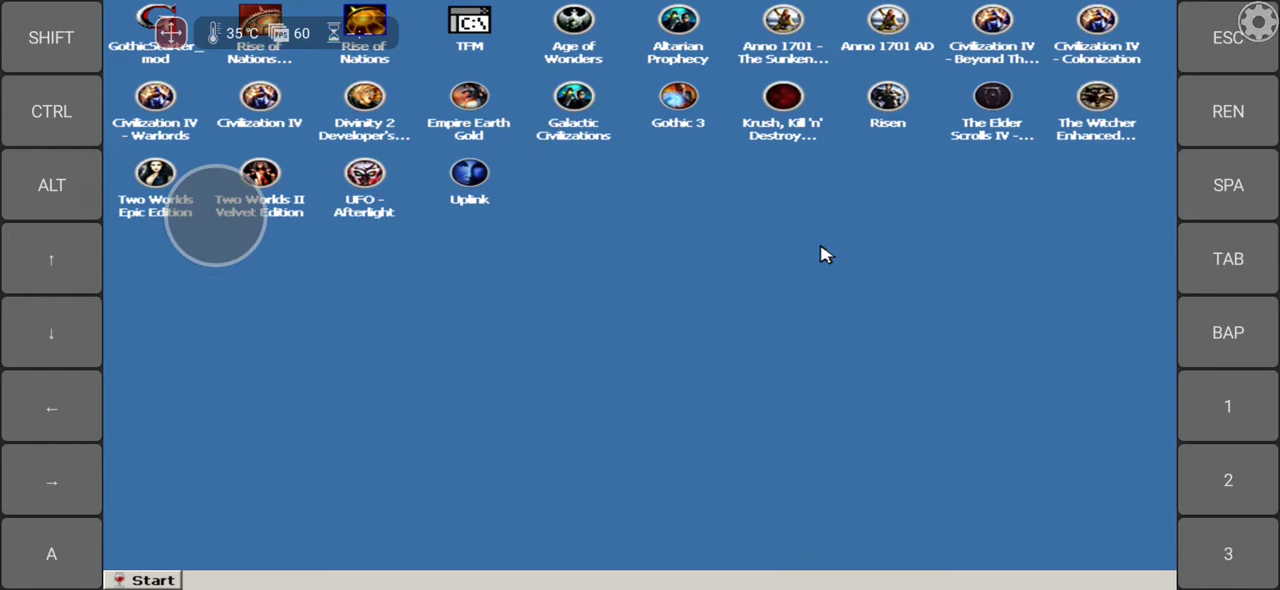 SHIFT
CTRL
ALT
↑
↓
←
→
A
35 °C FPS 60
GothicStarter_
mod
Rise of
Nations...
Rise of
Nations
C:\
TFM
Age of
Wonders
Altarian
Prophecy
Anno 1701 -
The Sunken...
Anno 1701 AD
Civilization IV
- Beyond Th...
Civilization IV
- Colonization
Civilization IV
- Warlords
Civilization IV
Divinity 2
Developer's...
Empire Earth
Gold
Galactic
Civilizations
Gothic 3
Krush, Kill 'n'
Destroy...
Risen
The Elder
Scrolls IV -...
The Witcher
Enhanced...
Two Worlds
Epic Edition
Two Worlds II
Velvet Edition
UFO -
Afterlight
Uplink
Start
ESC
REN
SPA
TAB
BAP
1
2
3